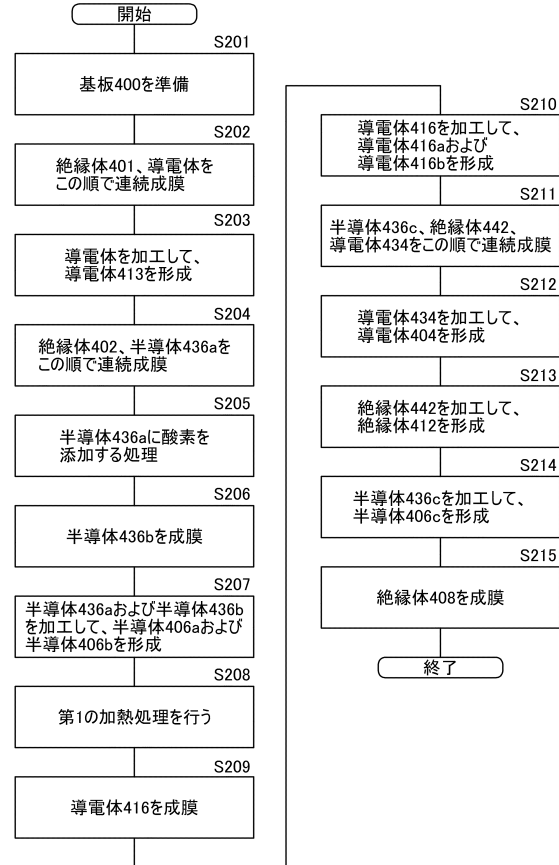 開始
S201
基板400を準備
S202
絶縁体401、導電体を
この順で連続成膜
S203
導電体を加工して、
導電体413を形成
S204
絶縁体402、半導体436aを
この順で連続成膜
S205
半導体436aに酸素を
添加する処理
S206
半導体436bを成膜
S207
半導体436aおよび半導体436b
を加工して、半導体406aおよび
半導体406bを形成
S208
第1の加熱処理を行う
S209
導電体416を成膜
S210
導電体416を加工して、
導電体416aおよび
導電体416bを形成
S211
半導体436c、絶縁体442、
導電体434をこの順で連続成膜
S212
導電体434を加工して、
導電体404を形成
S213
絶縁体442を加工して、
絶縁体412を形成
S214
半導体436cを加工して、
半導体406cを形成
S215
絶縁体408を成膜
終了